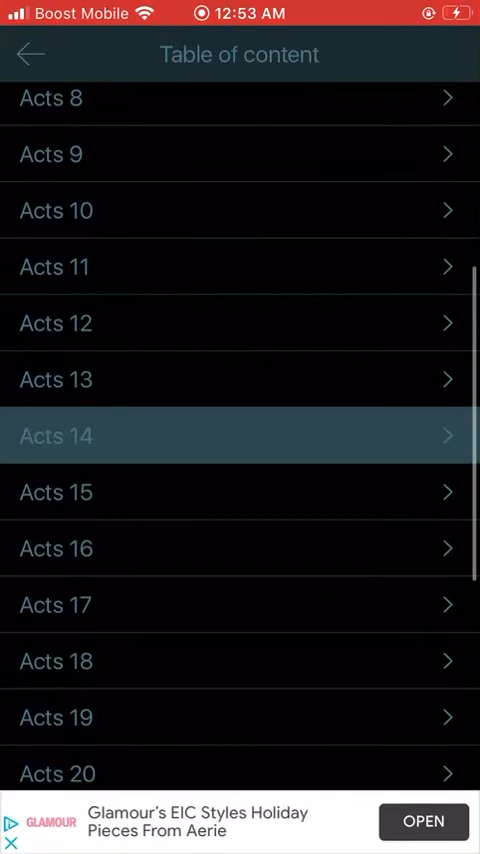 Boost Mobile 12:53 AM
Table of content
Acts 8
Acts 9
Acts 10
Acts 11
Acts 12
Acts 13
Acts 14
Acts 15
Acts 16
Acts 17
Acts 18
Acts 19
Acts 20
GLAMOUR
Glamour's EIC Styles Holiday
Pieces From Aerie
OPEN